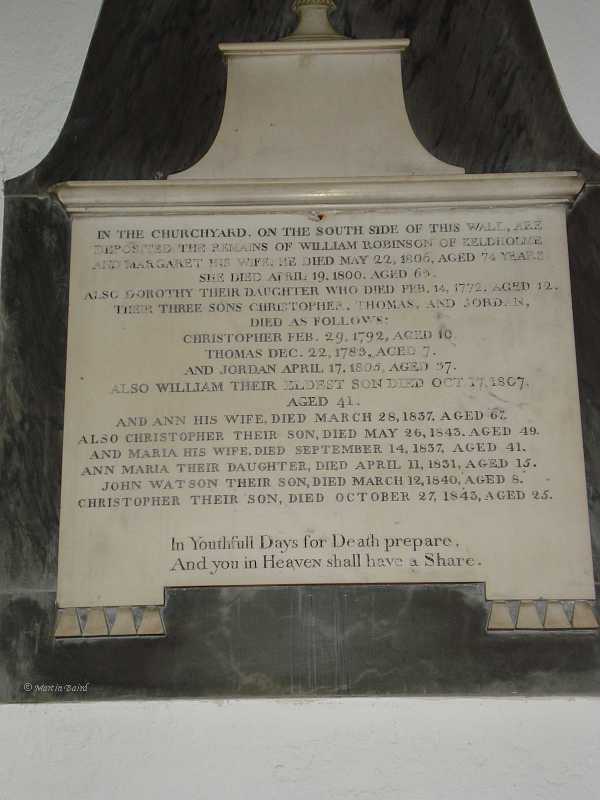 IN THE CHURCHYARD, ON THE SOUTH SIDE OF THIS WALL, ARE
DEPOSITED THE REMAINS OF WILLIAM ROBINSON OF KELDHOLME
AND MARGARET HIS WIFE. HE DIED MAY 22, 1806, AGED 74 YEARS
SHE DIED APRIL 19, 1800. AGED 65.
ALSO DOROTHY THEIR DAUGHTER WHO DIED FEB. 14, 1772. AGED 12.
THEIR THREE SONS CHRISTOPHER, THOMAS, AND JORDAN,
DIED AS FOLLOWS:
CHRISTOPHER FEB. 29, 1792, AGED 10.
THOMAS DEC. 22, 1783, AGED 7.
AND JORDAN APRIL 17, 1805, AGED 37.
ALSO WILLIAM THEIR ELDEST SON DIED OCT 17, 1807,
AGED 41.
AND ANN HIS WIFE, DIED MARCH 28, 1837, AGED 67.
ALSO CHRISTOPHER THEIR SON, DIED MAY 26, 1843. AGED 49.
AND MARIA HIS WIFE, DIED SEPTEMBER 14, 1837, AGED 41.
ANN MARIA THEIR DAUGHTER, DIED APRIL 11, 1831, AGED 15.
JOHN WATSON THEIR SON, DIED MARCH 12, 1840, AGED 8.
CHRISTOPHER THEIR SON, DIED OCTOBER 27, 1843, AGED 25.
In Youthfull Days for Death prepare,
And you in Heaven shall have a Share.
© Martin Baird